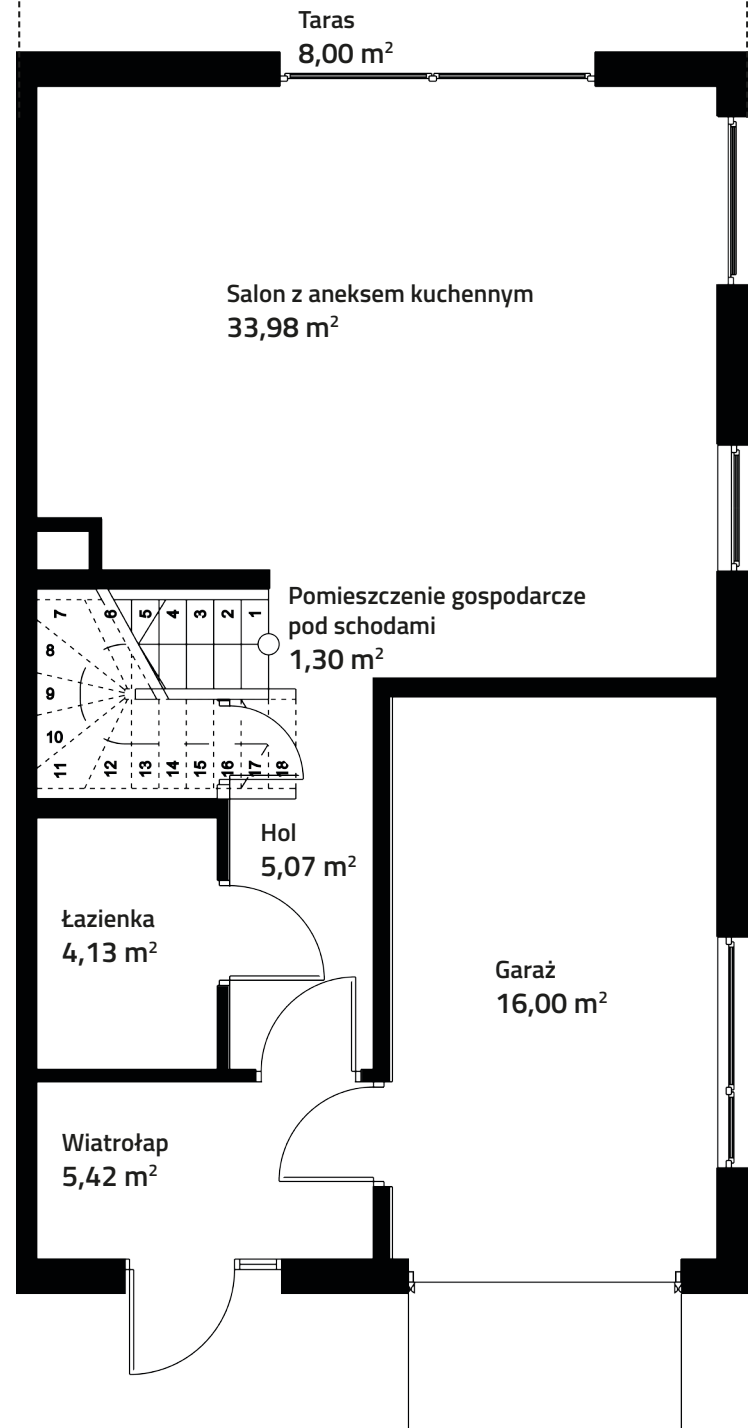 Taras
8,00 m²
Salon z aneksem kuchennym
33,98 m²
Pomieszczenie gospodarcze
pod schodami
1,30 m²
7 6 5 4 3 2 1
8
9
10
11 12 13 14 15 16 17 18
Hol
5,07 m²
Łazienka
4,13 m²
Garaż
16,00 m²
Wiatrołap
5,42 m²